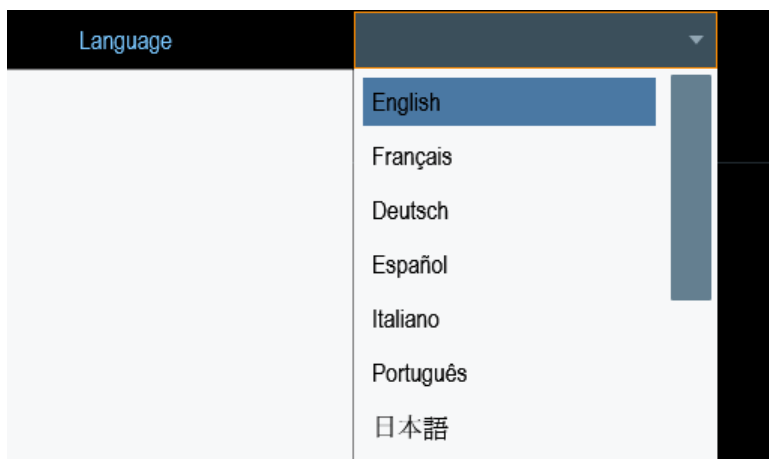 Language
English
Français
Deutsch
Español
Italiano
Português
日本語